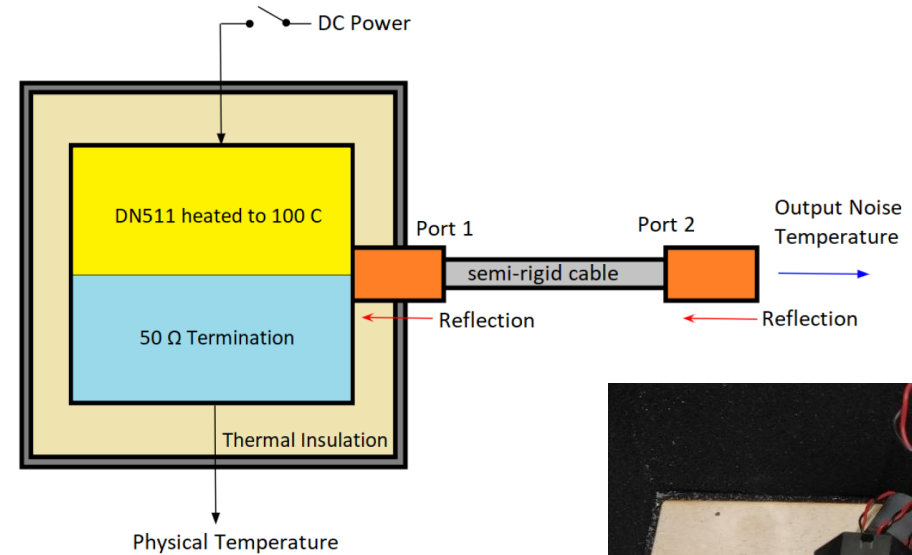 DC Power
DN511 heated to 100 C
Port 1
Port 2
Output Noise
Temperature
semi-rigid cable
50 Ω Termination
Reflection
Reflection
Thermal Insulation
Physical Temperature